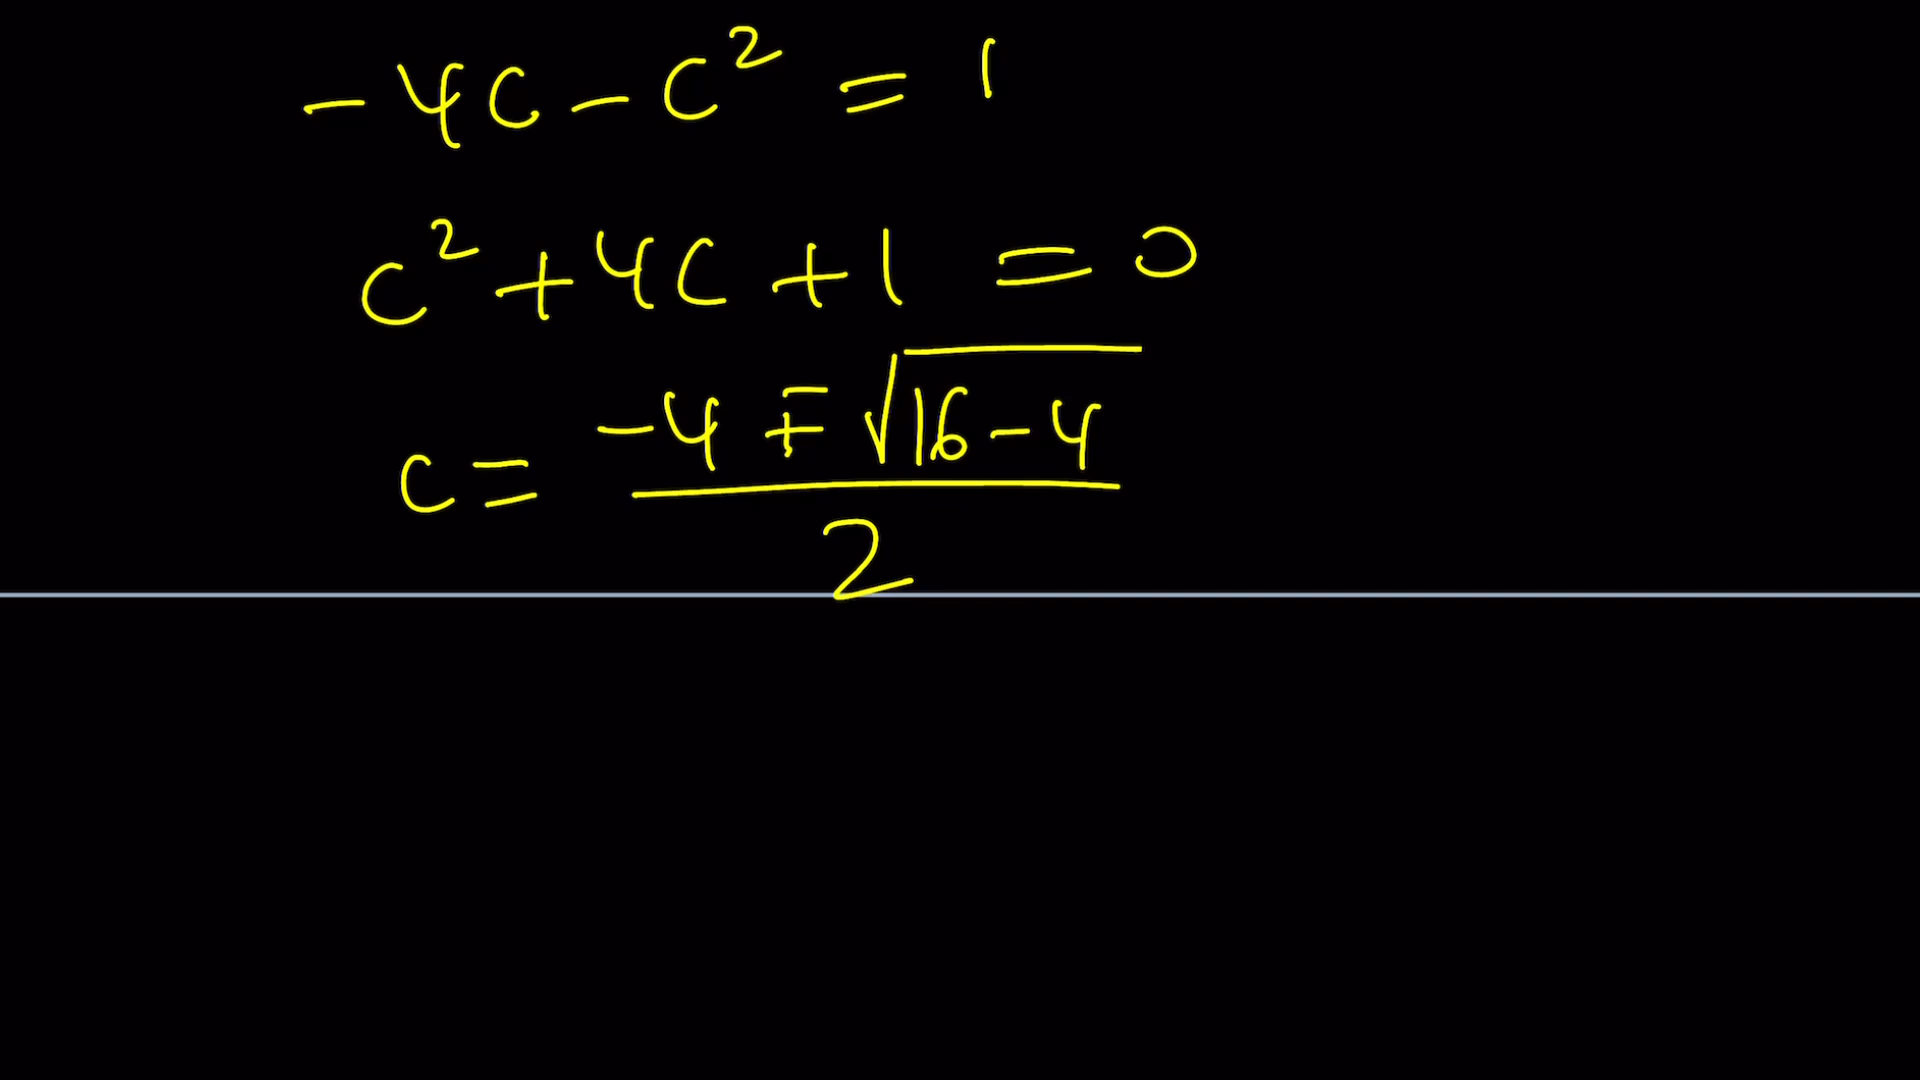 -4c - c² = 1
c² + 4c + 1 = 0
c = (-4 ∓ √(16-4)) / 2